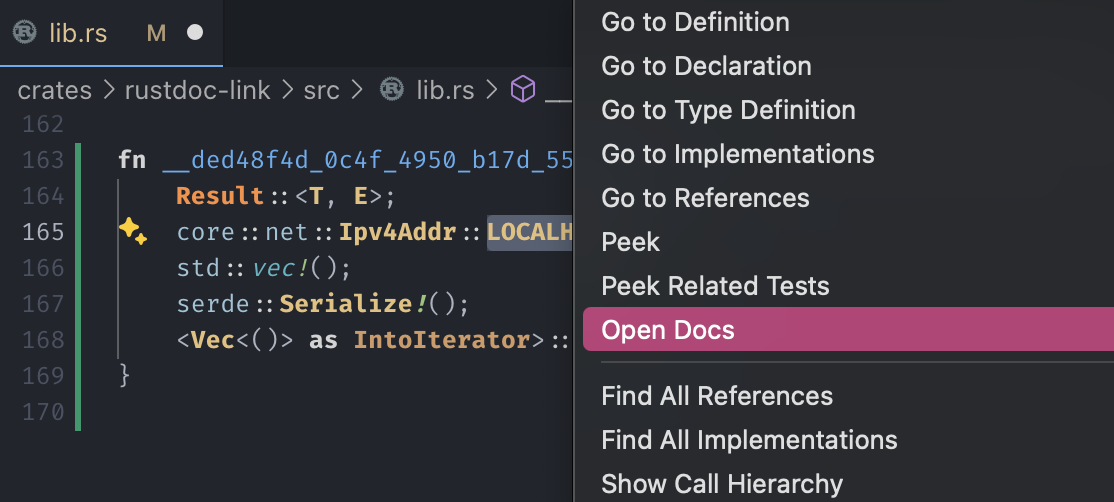 lib.rs M
crates > rustdoc-link > src > lib.rs > __
162
163 fn __ded48f4d_0c4f_4950_b17d_55
164 Result::<T, E>;
165 core::net::Ipv4Addr::LOCALH
166 std::vec!();
167 serde::Serialize!();
168 <Vec<()> as IntoIterator>::
169 }
170
Go to Definition
Go to Declaration
Go to Type Definition
Go to Implementations
Go to References
Peek
Peek Related Tests
Open Docs
Find All References
Find All Implementations
Show Call Hierarchy